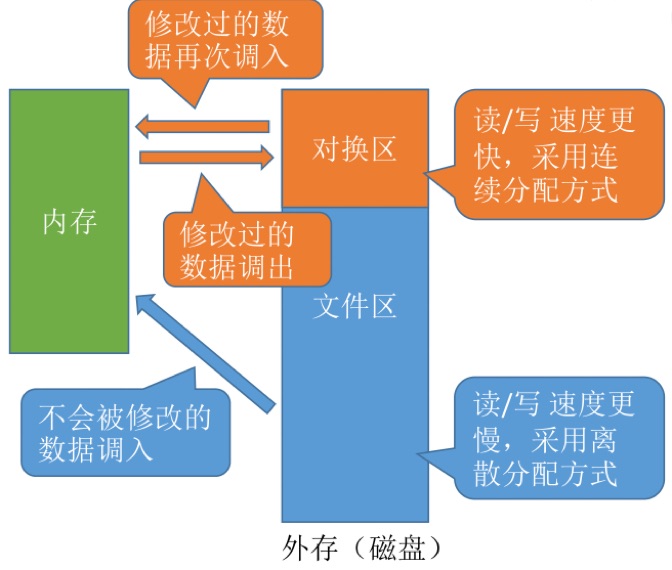 修改过的数
据再次调入
对换区
读/写 速度更
快，采用连
续分配方式
内存
修改过的
数据调出
文件区
不会被修改的
数据调入
读/写 速度更
慢，采用离
散分配方式
外存（磁盘）